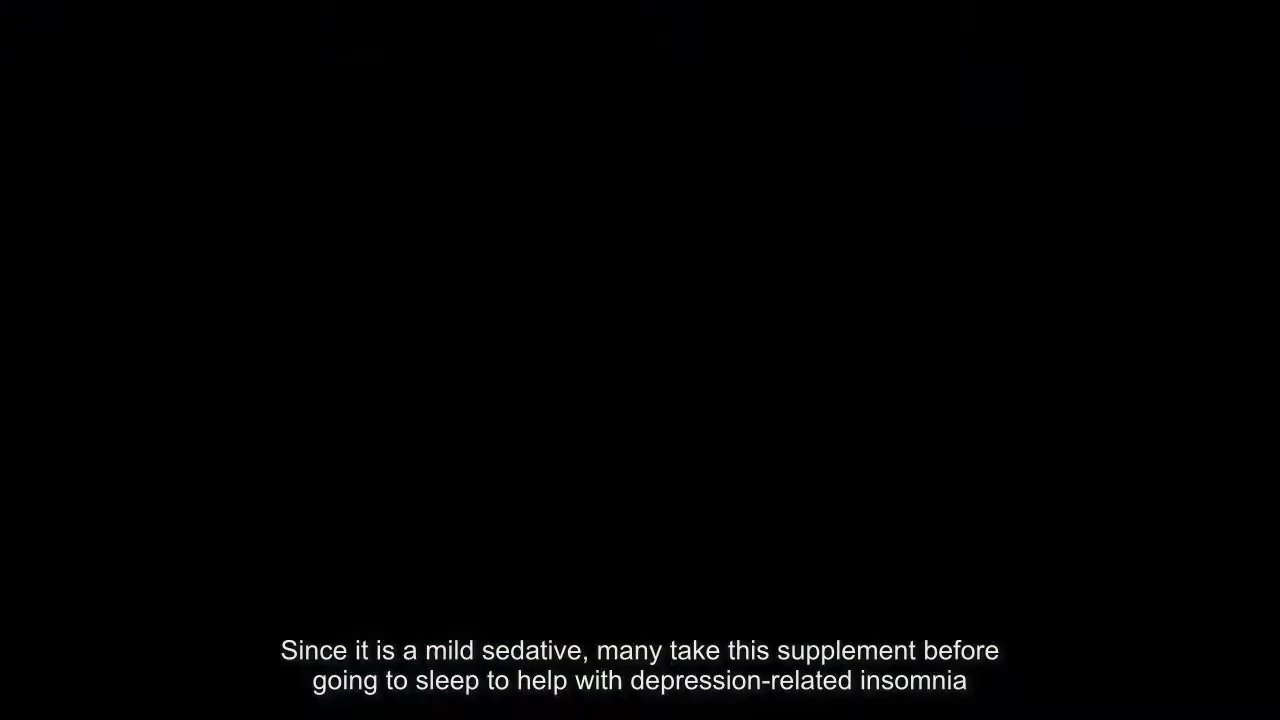 Since it is a mild sedative, many take this supplement before
going to sleep to help with depression-related insomnia